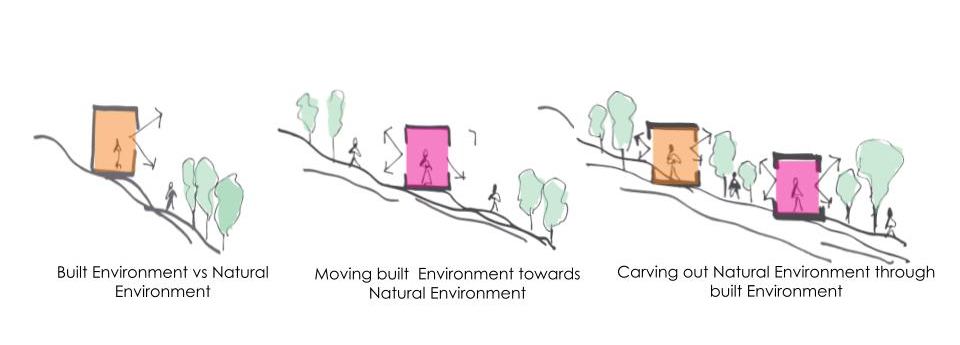 Built Environment vs Natural
Environment
Moving built  Environment towards
Natural Environment
Carving out Natural Environment through
built Environment